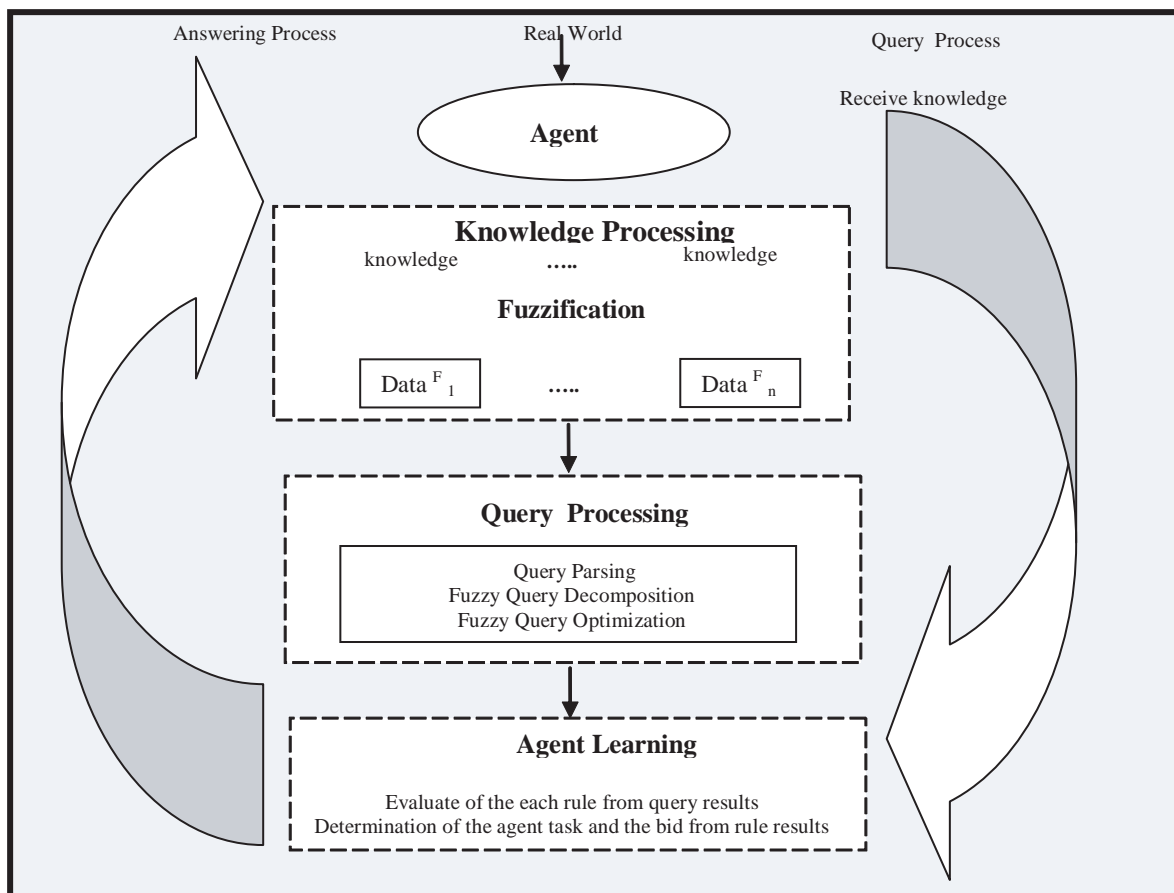 Answering Process
Real World
Query Process
Receive knowledge
Agent
Knowledge Processing
knowledge ..... knowledge
Fuzzification
Data F 1 ..... Data F n
Query Processing
Query Parsing
Fuzzy Query Decomposition
Fuzzy Query Optimization
Agent Learning
Evaluate of the each rule from query results
Determination of the agent task and the bid from rule results